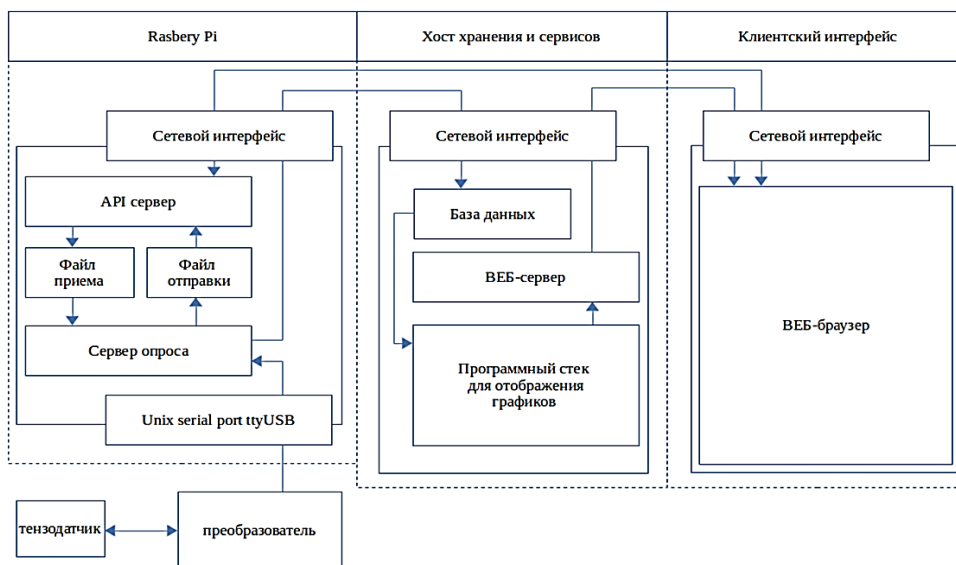 Rasbery Pi
Хост хранения и сервисов
Клиентский интерфейс
Сетевой интерфейс
Сетевой интерфейс
Сетевой интерфейс
API сервер
База данных
Файл
приема
Файл
отправки
ВЕБ-сервер
ВЕБ-браузер
Сервер опроса
Программный стек
для отображения
графиков
Unix serial port ttyUSB
тензодатчик
преобразователь